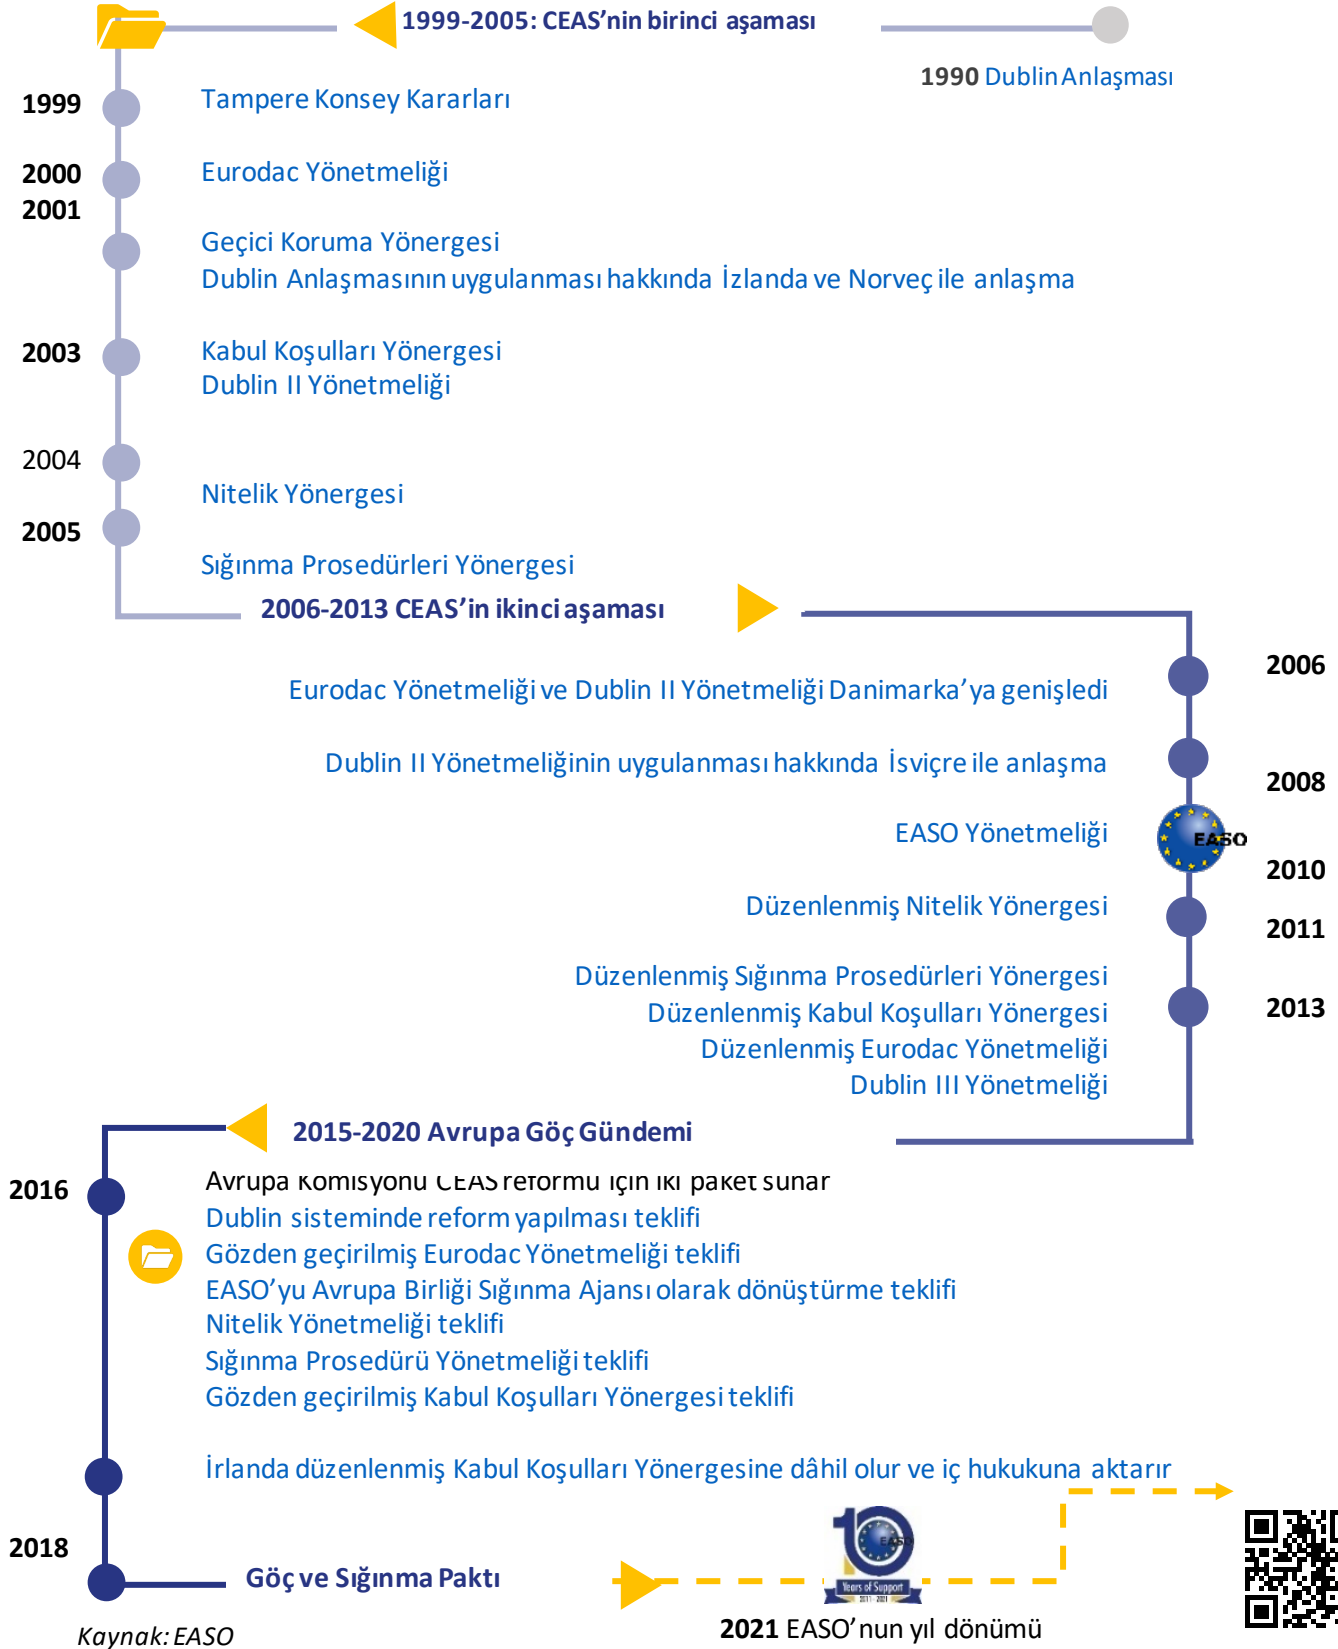 1999-2005: CEAS’nin birinci aşaması
1990 Dublin Anlaşması
1999
Tampere Konsey Kararları
2000
Eurodac Yönetmeliği
2001
Geçici Koruma Yönergesi
Dublin Anlaşmasının uygulanması hakkında İzlanda ve Norveç ile anlaşma
2003
Kabul Koşulları Yönergesi
Dublin II Yönetmeliği
2004
Nitelik Yönergesi
2005
Sığınma Prosedürleri Yönergesi
2006-2013 CEAS’in ikinci aşaması
2006
Eurodac Yönetmeliği ve Dublin II Yönetmeliği Danimarka’ya genişledi
Dublin II Yönetmeliğinin uygulanması hakkında İsviçre ile anlaşma
2008
EASO Yönetmeliği
EASO
2010
Düzenlenmiş Nitelik Yönergesi
2011
Düzenlenmiş Sığınma Prosedürleri Yönergesi
Düzenlenmiş Kabul Koşulları Yönergesi
2013
Düzenlenmiş Eurodac Yönetmeliği
Dublin III Yönetmeliği
2015-2020 Avrupa Göç Gündemi
2016
Avrupa Komisyonu CEAS reformu için iki paket sunar
Dublin sisteminde reform yapılması teklifi
Gözden geçirilmiş Eurodac Yönetmeliği teklifi
EASO’yu Avrupa Birliği Sığınma Ajansı olarak dönüştürme teklifi
Nitelik Yönetmeliği teklifi
Sığınma Prosedürü Yönetmeliği teklifi
Gözden geçirilmiş Kabul Koşulları Yönergesi teklifi
İrlanda düzenlenmiş Kabul Koşulları Yönergesine dâhil olur ve iç hukukuna aktarır
2018
Göç ve Sığınma Paktı
10
EASO
Years of Support
2011 - 2021
2021 EASO’nun yıl dönümü
Kaynak: EASO